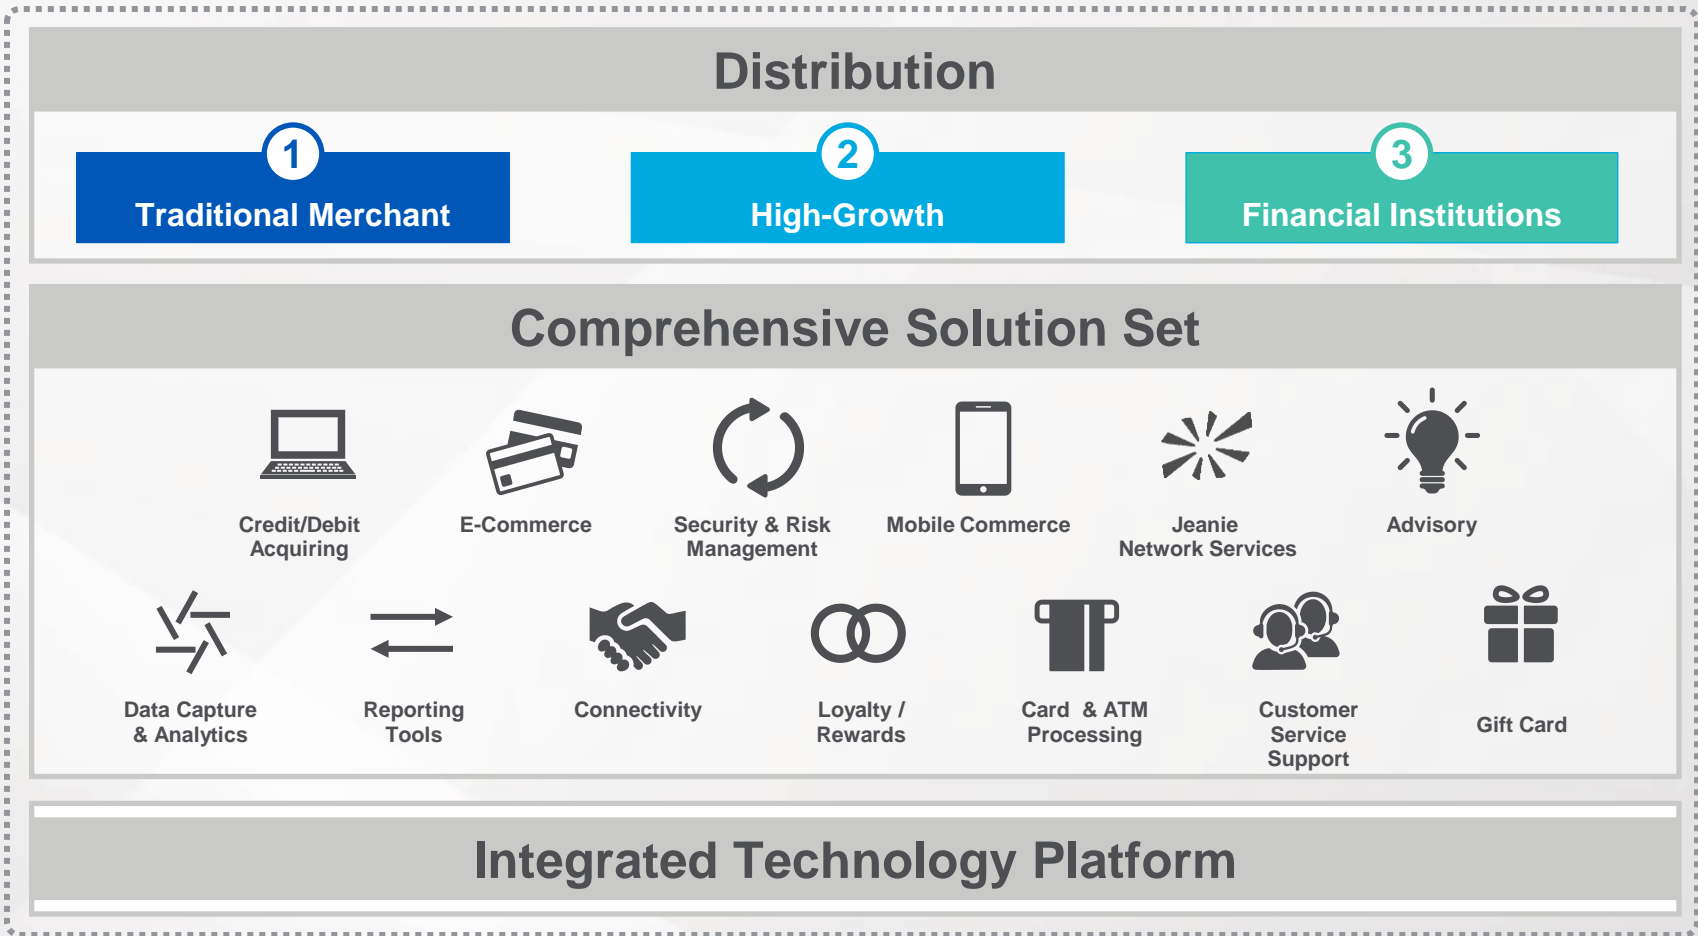 Distribution
1
Traditional Merchant
2
High-Growth
3
Financial Institutions
Comprehensive Solution Set
Credit/Debit
Acquiring
E-Commerce
Security & Risk
Management
Mobile Commerce
Jeanie
Network Services
Advisory
Data Capture
& Analytics
Reporting
Tools
Connectivity
Loyalty /
Rewards
Card & ATM
Processing
Customer
Service
Support
Gift Card
Integrated Technology Platform